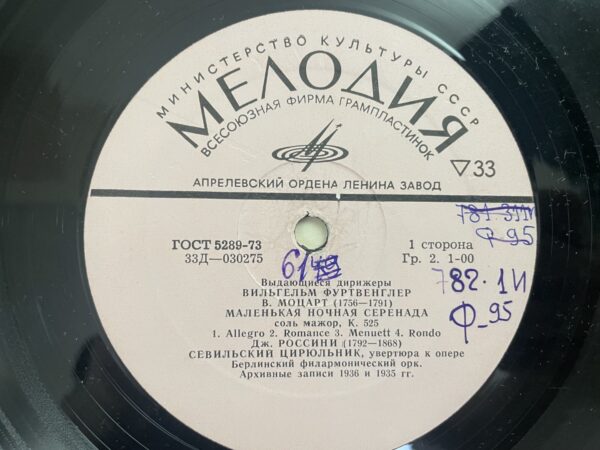 МИНИСТЕРСТВО КУЛЬТУРЫ СССР
МЕЛОДИЯ
ВСЕСОЮЗНАЯ ФИРМА ГРАМПЛАСТИНОК
▽33
АПРЕЛЕВСКИЙ ОРДЕНА ЛЕНИНА ЗАВОД
ГОСТ 5289-73
33Д—030275
1 сторона
Гр. 2. 1-00
Ф-95
782.1И
Ф-95
Выдающиеся дирижеры
ВИЛЬГЕЛЬМ ФУРТВЕНГЛЕР
В. МОЦАРТ (1756—1791)
МАЛЕНЬКАЯ НОЧНАЯ СЕРЕНАДА
соль мажор, К. 525
1. Allegro 2. Romance 3. Menuett 4. Rondo
ДЖ. РОССИНИ (1792—1868)
СЕВИЛЬСКИЙ ЦИРЮЛЬНИК, увертюра к опере
Берлинский филармонический орк.
Архивные записи 1936 и 1935 гг.